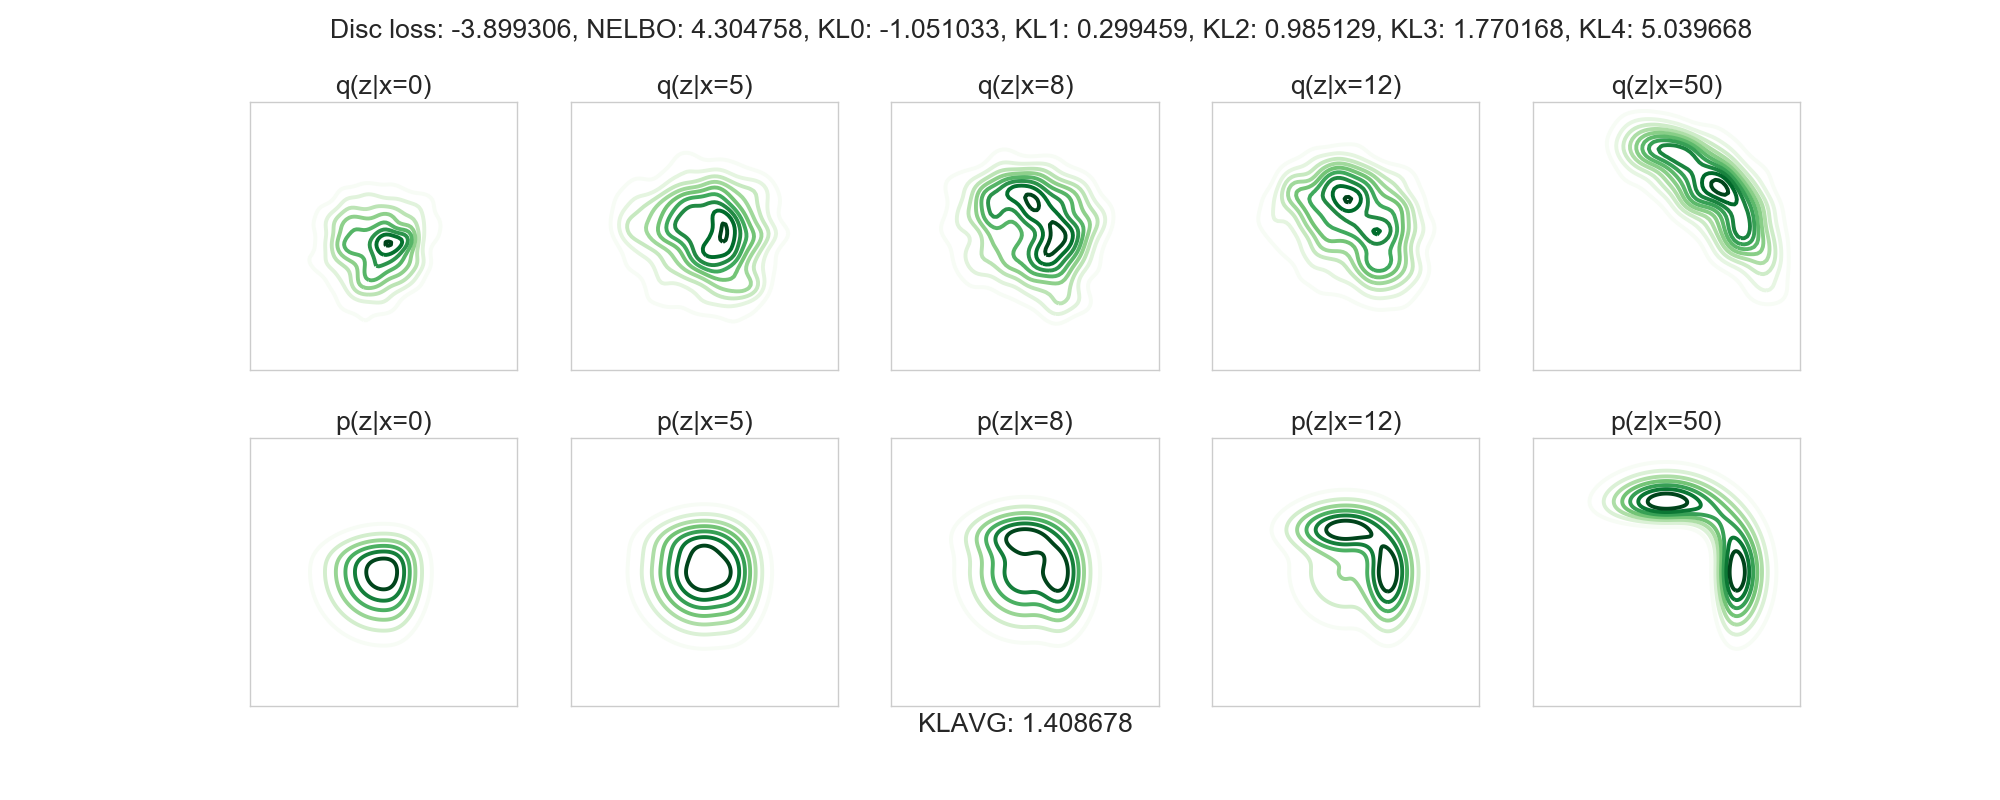 Disc loss: -3.899306, NELBO: 4.304758, KL0: -1.051033, KL1: 0.299459, KL2: 0.985129, KL3: 1.770168, KL4: 5.039668
q(z|x=0) q(z|x=5) q(z|x=8) q(z|x=12) q(z|x=50)
p(z|x=0) p(z|x=5) p(z|x=8) p(z|x=12) p(z|x=50)
KLAVG: 1.408678